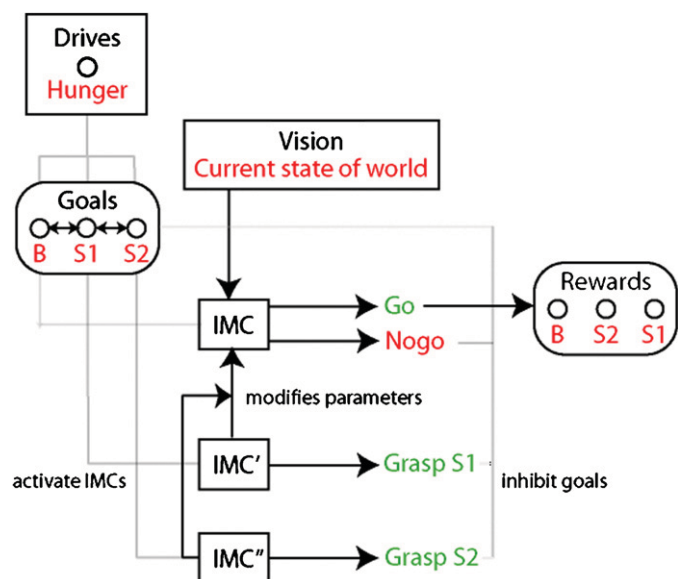 Drives
Hunger
Vision
Current state of world
Goals
B S1 S2
Rewards
B S2 S1
IMC
Go
Nogo
modifies parameters
IMC'
Grasp S1
activate IMCs
inhibit goals
IMC"
Grasp S2